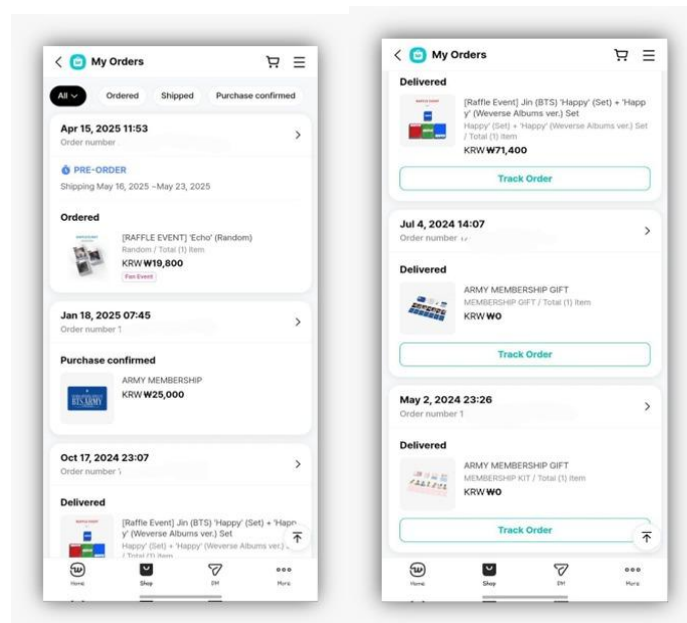 My Orders
All
Ordered
Shipped
Purchase confirmed
Apr 15, 2025 11:53
Order number
PRE-ORDER
Shipping May 16, 2025 ~May 23, 2025
Ordered
[RAFFLE EVENT] 'Echo' (Random)
Random / Total (1) Item
KRW ₩19,800
Fan Event
Jan 18, 2025 07:45
Order number 1
Purchase confirmed
ARMY MEMBERSHIP
KRW ₩25,000
BTS ARMY
Oct 17, 2024 23:07
Order number
Delivered
[Raffle Event] Jin (BTS) 'Happy' (Set) + 'Happ
y' (Weverse Albums ver.) Set
Happy' (Set) + 'Happy' (Weverse Albums ver.)
/ Total (1) Item
Home
Shop
DM
More
My Orders
Delivered
[Raffle Event] Jin (BTS) 'Happy' (Set) + 'Happ
y' (Weverse Albums ver.) Set
Happy' (Set) + 'Happy' (Weverse Albums ver.) Set
/ Total (1) Item
KRW ₩71,400
Track Order
Jul 4, 2024 14:07
Order number
Delivered
ARMY MEMBERSHIP GIFT
MEMBERSHIP GIFT / Total (1) Item
KRW ₩0
Track Order
May 2, 2024 23:26
Order number 1
Delivered
ARMY MEMBERSHIP GIFT
MEMBERSHIP KIT / Total (1) Item
KRW ₩0
Track Order
Home
Shop
DM
More